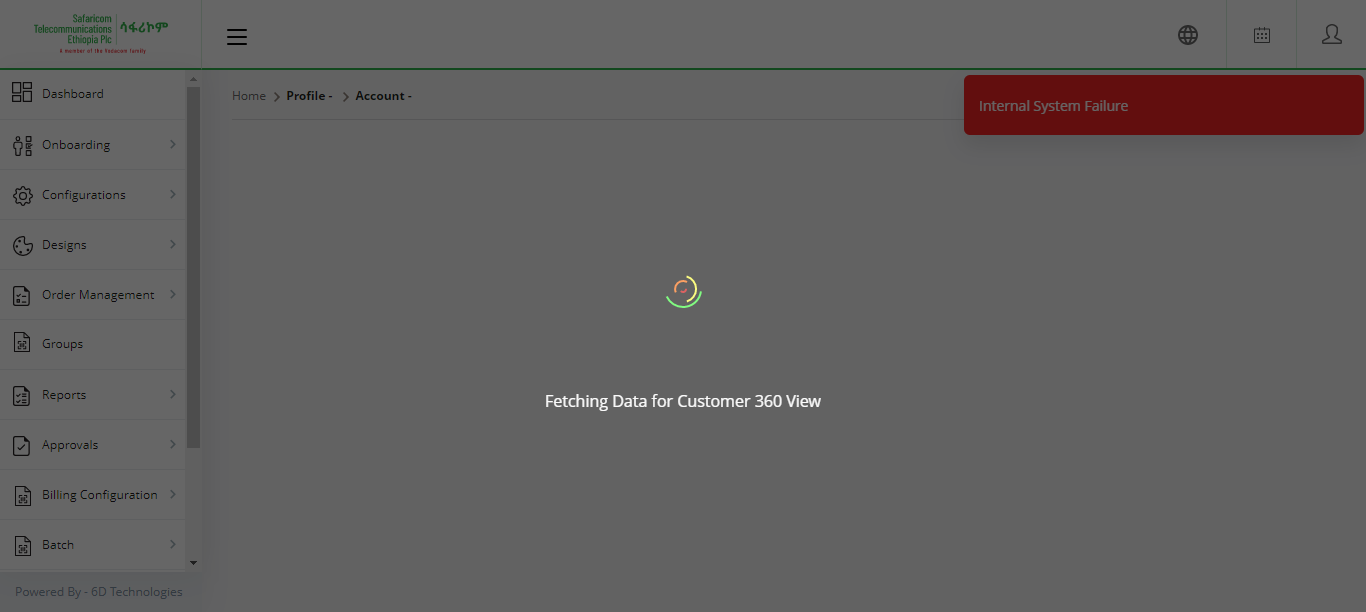 Safaricom
Telecommunications
Ethiopia Plc
ሳፋሪኮም
A member of the Vodacom family
Home
Profile -
Account -
Internal System Failure
Dashboard
Onboarding
Configurations
Designs
Order Management
Groups
Reports
Approvals
Billing Configuration
Batch
Fetching Data for Customer 360 View
Powered By - 6D Technologies